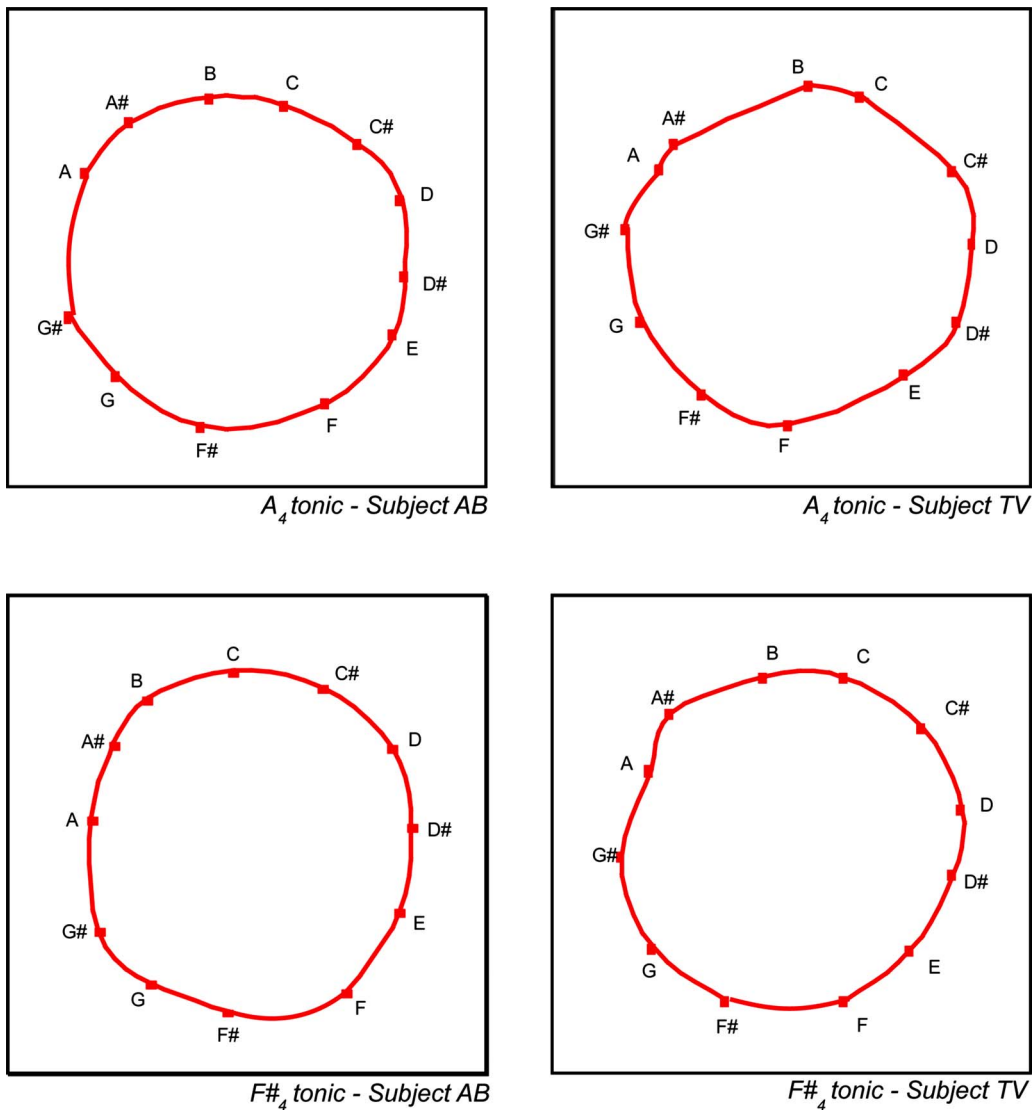 B
C
A#
C#
A
D
D#
G#
E
G
F
F#
A₄ tonic - Subject AB
B
C
A#
A
C#
G#
D
G
D#
E
F#
F
A₄ tonic - Subject TV
C
C#
B
A#
D
A
D#
E
G#
G
F
F#
F#₄ tonic - Subject AB
B
C
A#
C#
A
D
G#
D#
E
G
F#
F
F#₄ tonic - Subject TV